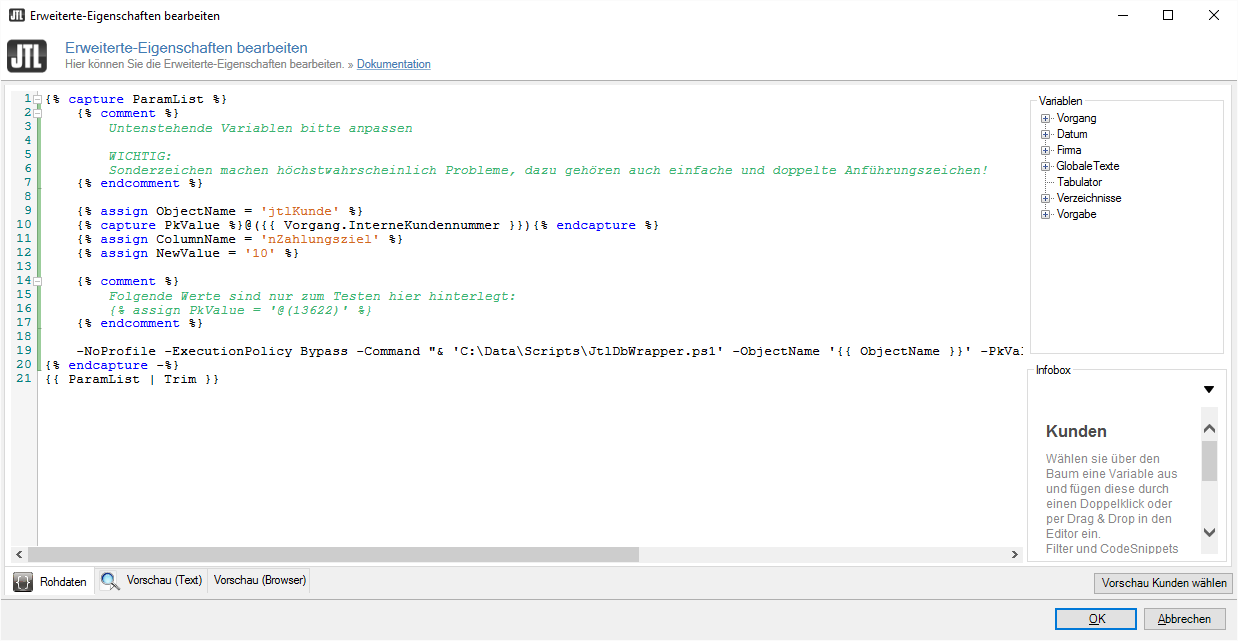 JTL Erweiterte-Eigenschaften bearbeiten
JTL
Erweiterte-Eigenschaften bearbeiten
Hier können Sie die Erweiterte-Eigenschaften bearbeiten. » Dokumentation
1 {% capture ParamList %}
2 {% comment %}
3 Untenstehende Variablen bitte anpassen
4
5 WICHTIG:
6 Sonderzeichen machen höchstwahrscheinlich Probleme, dazu gehören auch einfache und doppelte Anführungszeichen!
7 {% endcomment %}
8
9 {% assign ObjectName = 'jtlKunde' %}
10 {% capture PkValue %}@({{ Vorgang.InterneKundennummer }}){% endcapture %}
11 {% assign ColumnName = 'nZahlungsziel' %}
12 {% assign NewValue = '10' %}
13
14 {% comment %}
15 Folgende Werte sind nur zum Testen hier hinterlegt:
16 {% assign PkValue = '@(13622)' %}
17 {% endcomment %}
18
19 -NoProfile -ExecutionPolicy Bypass -Command "& 'C:\Data\Scripts\JtlDbWrapper.ps1' -ObjectName '{{ ObjectName }}' -PkVal
20 {% endcapture -%}
21 {{ ParamList | Trim }}
Variablen
Vorgang
Datum
Firma
GlobaleTexte
Tabulator
Verzeichnisse
Vorgabe
Infobox
Kunden
Wählen sie über den
Baum eine Variable aus
und fügen diese durch
einen Doppelklick oder
per Drag & Drop in den
Editor ein.
Filter und CodeSnippets
Rohdaten
Vorschau (Text)
Vorschau (Browser)
Vorschau Kunden wählen
OK
Abbrechen